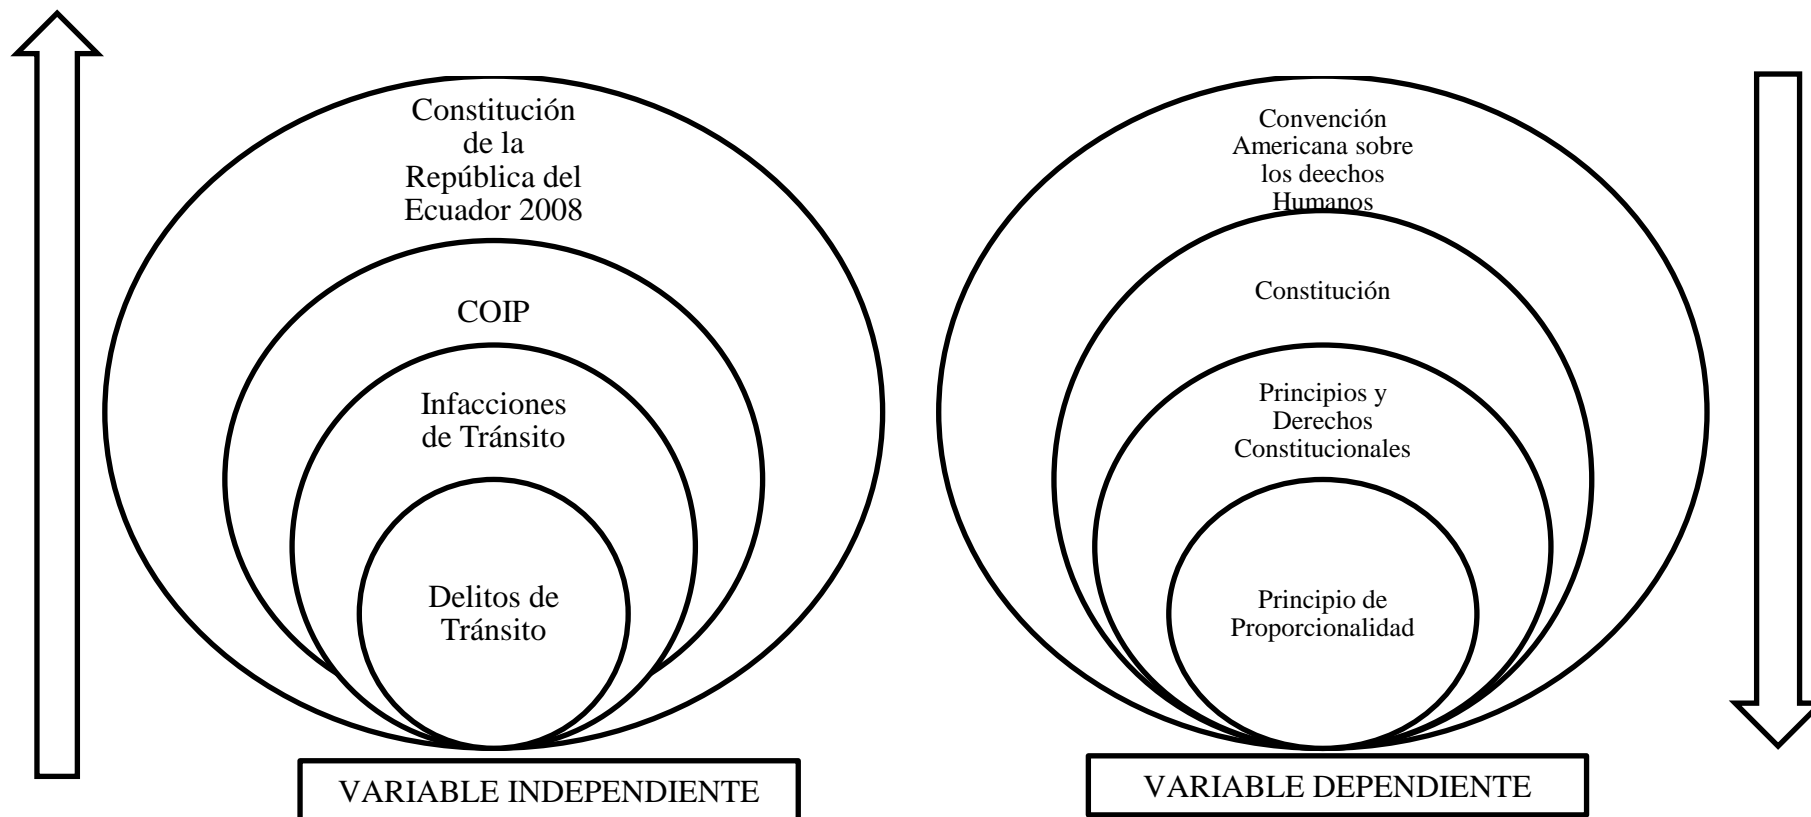 Constitución
de la
República del
Ecuador 2008
COIP
Infacciones
de Tránsito
Delitos de
Tránsito
VARIABLE INDEPENDIENTE
Convención
Americana sobre
los deechos
Humanos
Constitución
Principios y
Derechos
Constitucionales
Principio de
Proporcionalidad
VARIABLE DEPENDIENTE